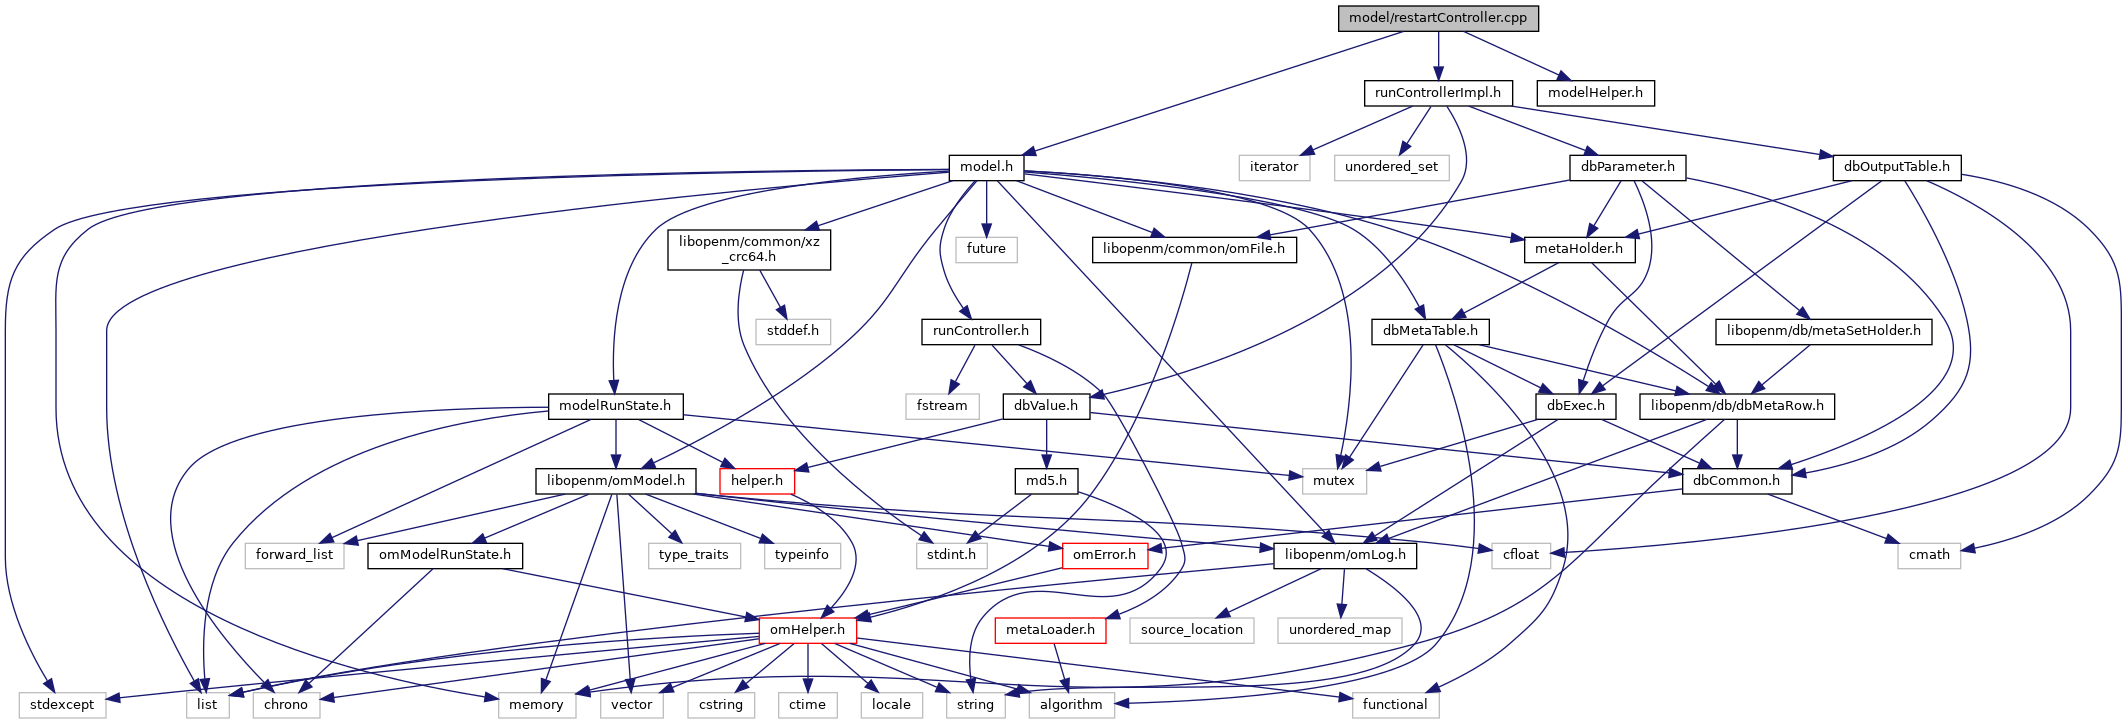 model/restartController.cpp
runControllerImpl.h
modelHelper.h
model.h
iterator
unordered_set
dbParameter.h
dbOutputTable.h
libopenm/common/xz
_crc64.h
future
libopenm/common/omFile.h
metaHolder.h
stddef.h
runController.h
dbMetaTable.h
libopenm/db/metaSetHolder.h
modelRunState.h
fstream
dbValue.h
dbExec.h
libopenm/db/dbMetaRow.h
libopenm/omModel.h
helper.h
md5.h
mutex
dbCommon.h
forward_list
omModelRunState.h
type_traits
typeinfo
stdint.h
omError.h
libopenm/omLog.h
cfloat
cmath
omHelper.h
metaLoader.h
source_location
unordered_map
stdexcept
list
chrono
memory
vector
cstring
ctime
locale
string
algorithm
functional